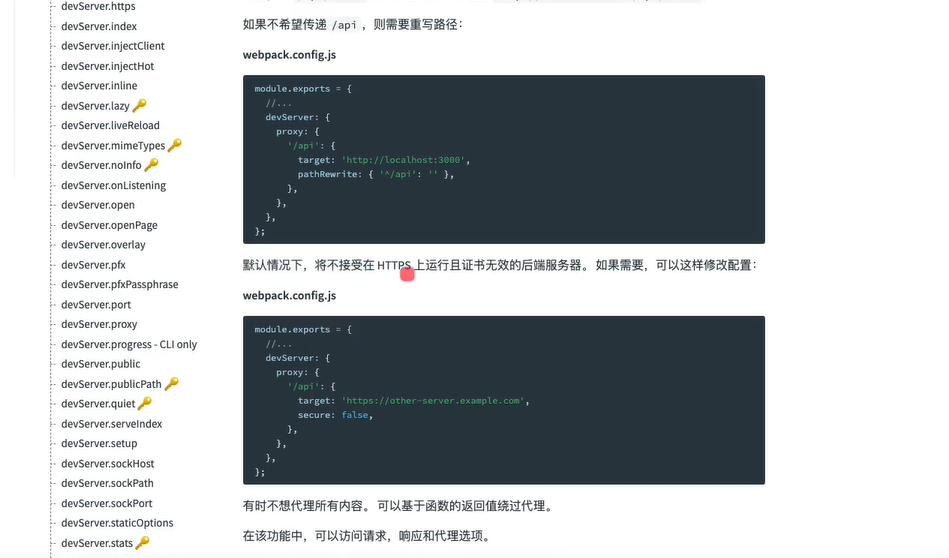 devServer.https
devServer.index
devServer.injectClient
devServer.injectHot
devServer.inline
devServer.lazy 🔑
devServer.liveReload
devServer.mimeTypes 🔑
devServer.noInfo 🔑
devServer.onListening
devServer.open
devServer.openPage
devServer.overlay
devServer.pfx
devServer.pfxPassphrase
devServer.port
devServer.proxy
devServer.progress - CLI only
devServer.public
devServer.publicPath 🔑
devServer.quiet 🔑
devServer.serveIndex
devServer.setup
devServer.sockHost
devServer.sockPath
devServer.sockPort
devServer.staticOptions
devServer.stats 🔑
如果不希望传递 /api ，则需要重写路径：
webpack.config.js
module.exports = {
  //...
  devServer: {
    proxy: {
      '/api': {
        target: 'http://localhost:3000',
        pathRewrite: { '^/api': '' },
      },
    },
  },
};
默认情况下，将不接受在 HTTPS 上运行且证书无效的后端服务器。 如果需要，可以这样修改配置：
webpack.config.js
module.exports = {
  //...
  devServer: {
    proxy: {
      '/api': {
        target: 'https://other-server.example.com',
        secure: false,
      },
    },
  },
};
有时不想代理所有内容。 可以基于函数的返回值绕过代理。
在该功能中，可以访问请求，响应和代理选项。